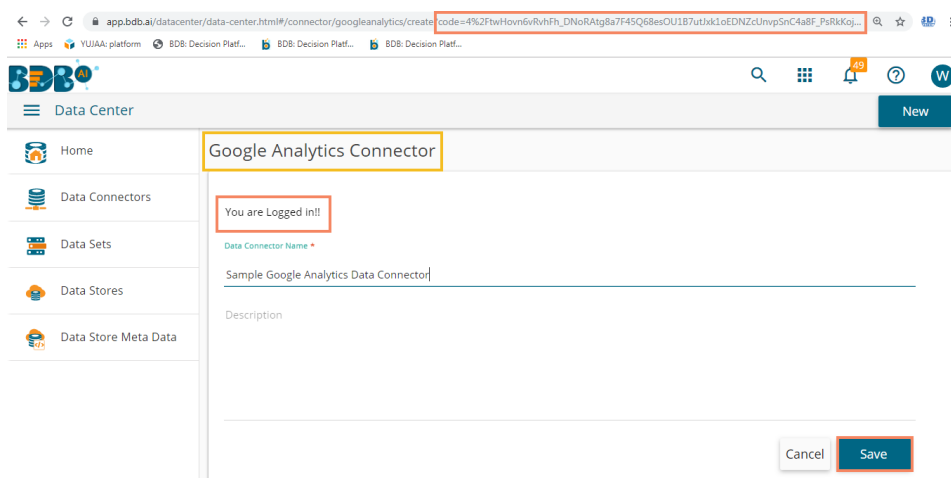 app.bdb.ai/datacenter/data-center.html#/connector/googleanalytics/create?code=4%2FtwHovn6vRvhFh_DNoRAtg8a7F45Q68esOU1B7utJxk1oEDNZcUnvpSnC4a8F_PsRkKoj...
Apps YUJAA: platform BDB: Decision Platf... BDB: Decision Platf... BDB: Decision Platf...
BDB AI 49 W
Data Center New
Home
Google Analytics Connector
Data Connectors
You are Logged in!!
Data Sets
Data Connector Name *
Sample Google Analytics Data Connector
Data Stores
Description
Data Store Meta Data
Cancel Save